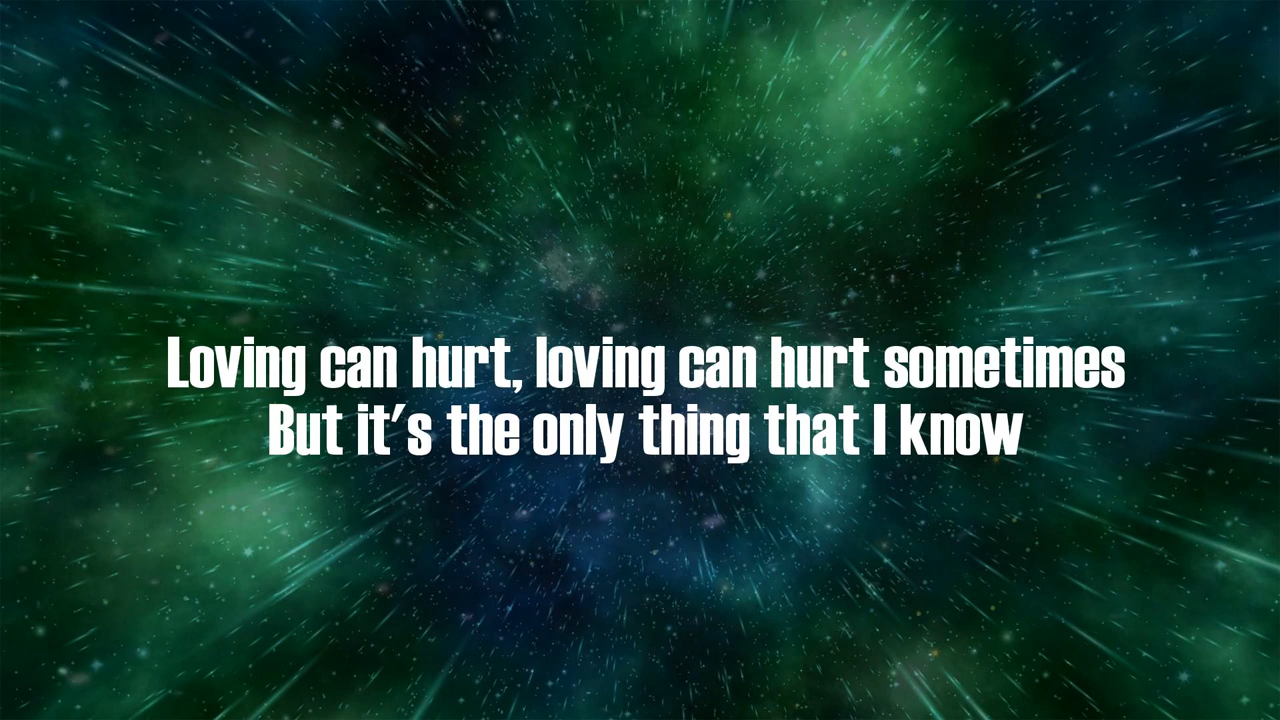 Loving can hurt, loving can hurt sometimes
But it's the only thing that I know